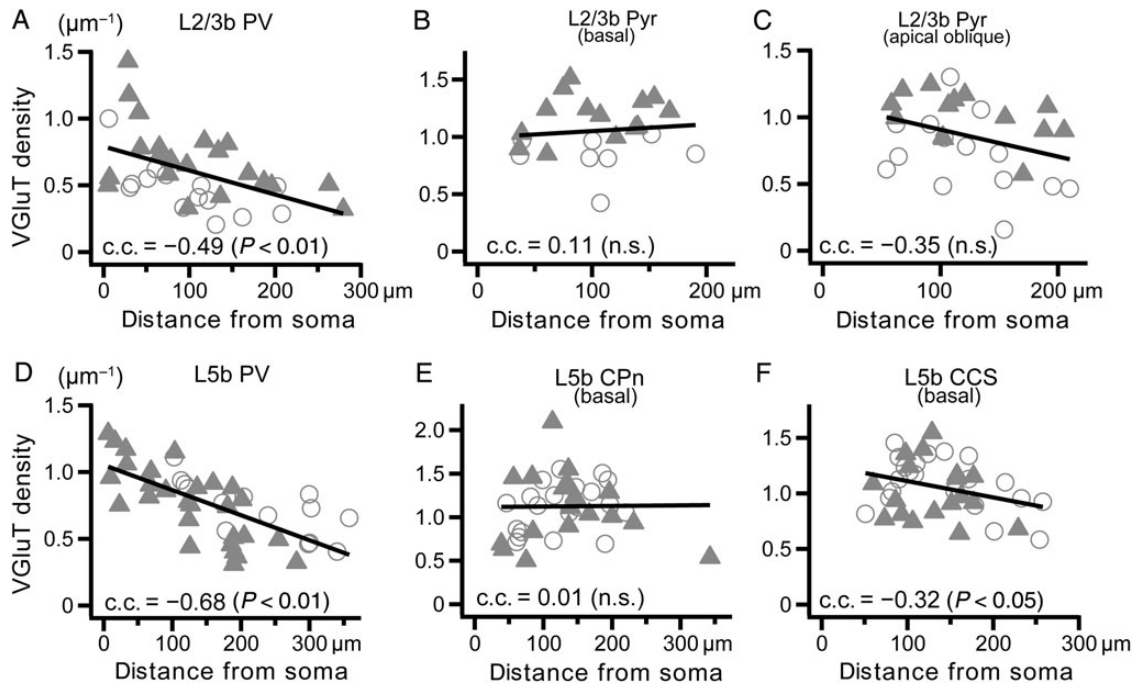 A (μm⁻¹) L2/3b PV
VGluT density
1.5
1.0
0.5
0
c.c. = −0.49 (P < 0.01)
0 100 200 300 μm
Distance from soma
B L2/3b Pyr
(basal)
1.5
1.0
0.5
0
c.c. = 0.11 (n.s.)
0 100 200 μm
Distance from soma
C L2/3b Pyr
(apical oblique)
1.5
1.0
0.5
0
c.c. = −0.35 (n.s.)
0 100 200 μm
Distance from soma
D (μm⁻¹) L5b PV
VGluT density
1.5
1.0
0.5
0
c.c. = −0.68 (P < 0.01)
0 100 200 300 μm
Distance from soma
E L5b CPn
(basal)
2.0
1.5
1.0
0.5
0
c.c. = 0.01 (n.s.)
0 100 200 300 μm
Distance from soma
F L5b CCS
(basal)
1.5
1.0
0.5
0
c.c. = −0.32 (P < 0.05)
0 100 200 300 μm
Distance from soma